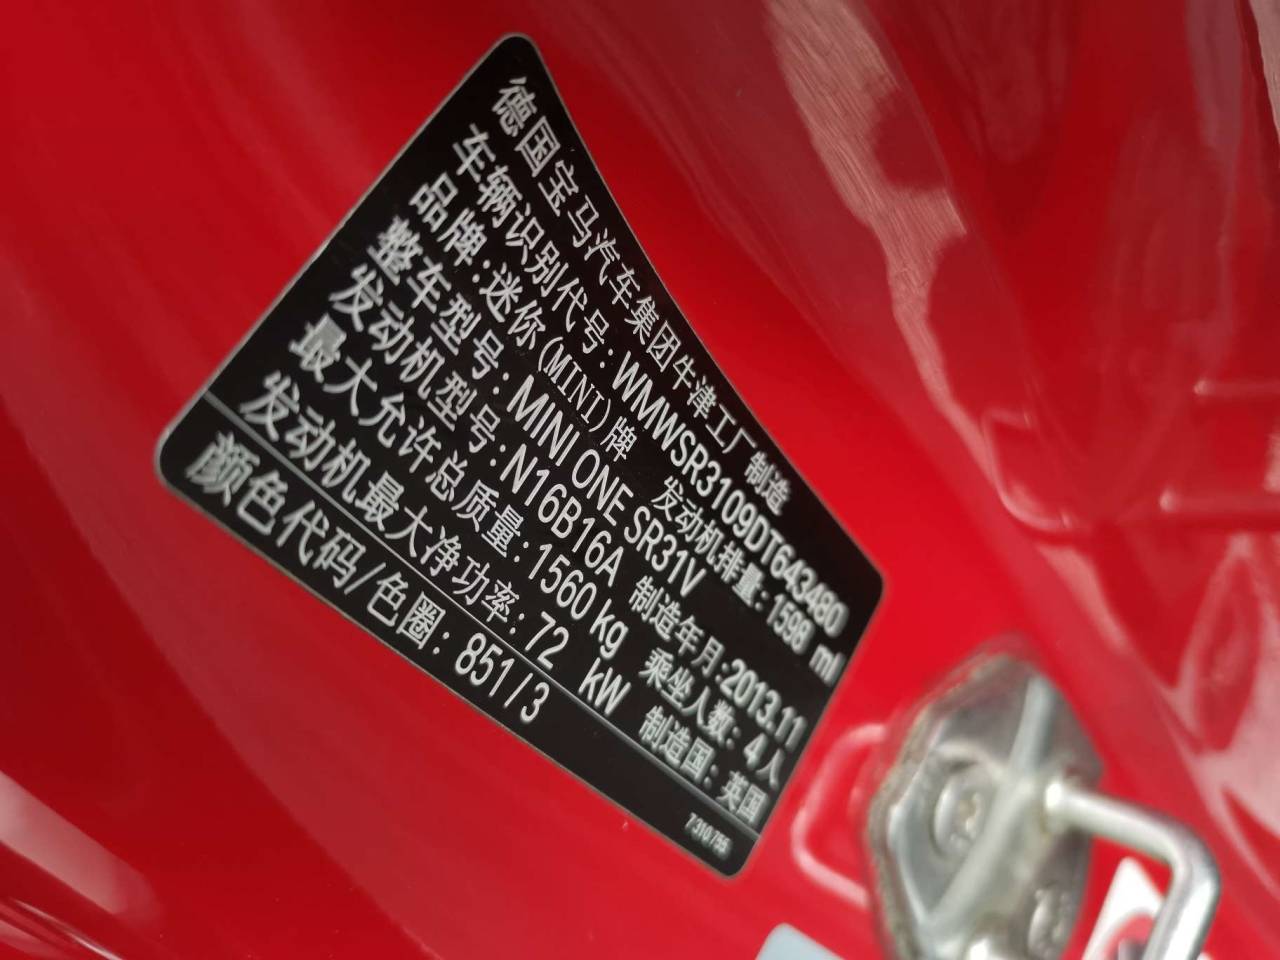 德国宝马汽车集团牛津工厂 制造
车辆识别代号: WMWSR3109DT643480
品牌:迷你(MINI)牌 发动机排量:1598 ml
整车型号: MINI ONE SR31V
发动机型号:N16B16A 制造年月:2013.11
最大允许总质量:1560 kg 乘坐人数: 4人
发动机最大净功率: 72 kW 制造国: 英国
颜色代码/色圈: 851/3
7310755